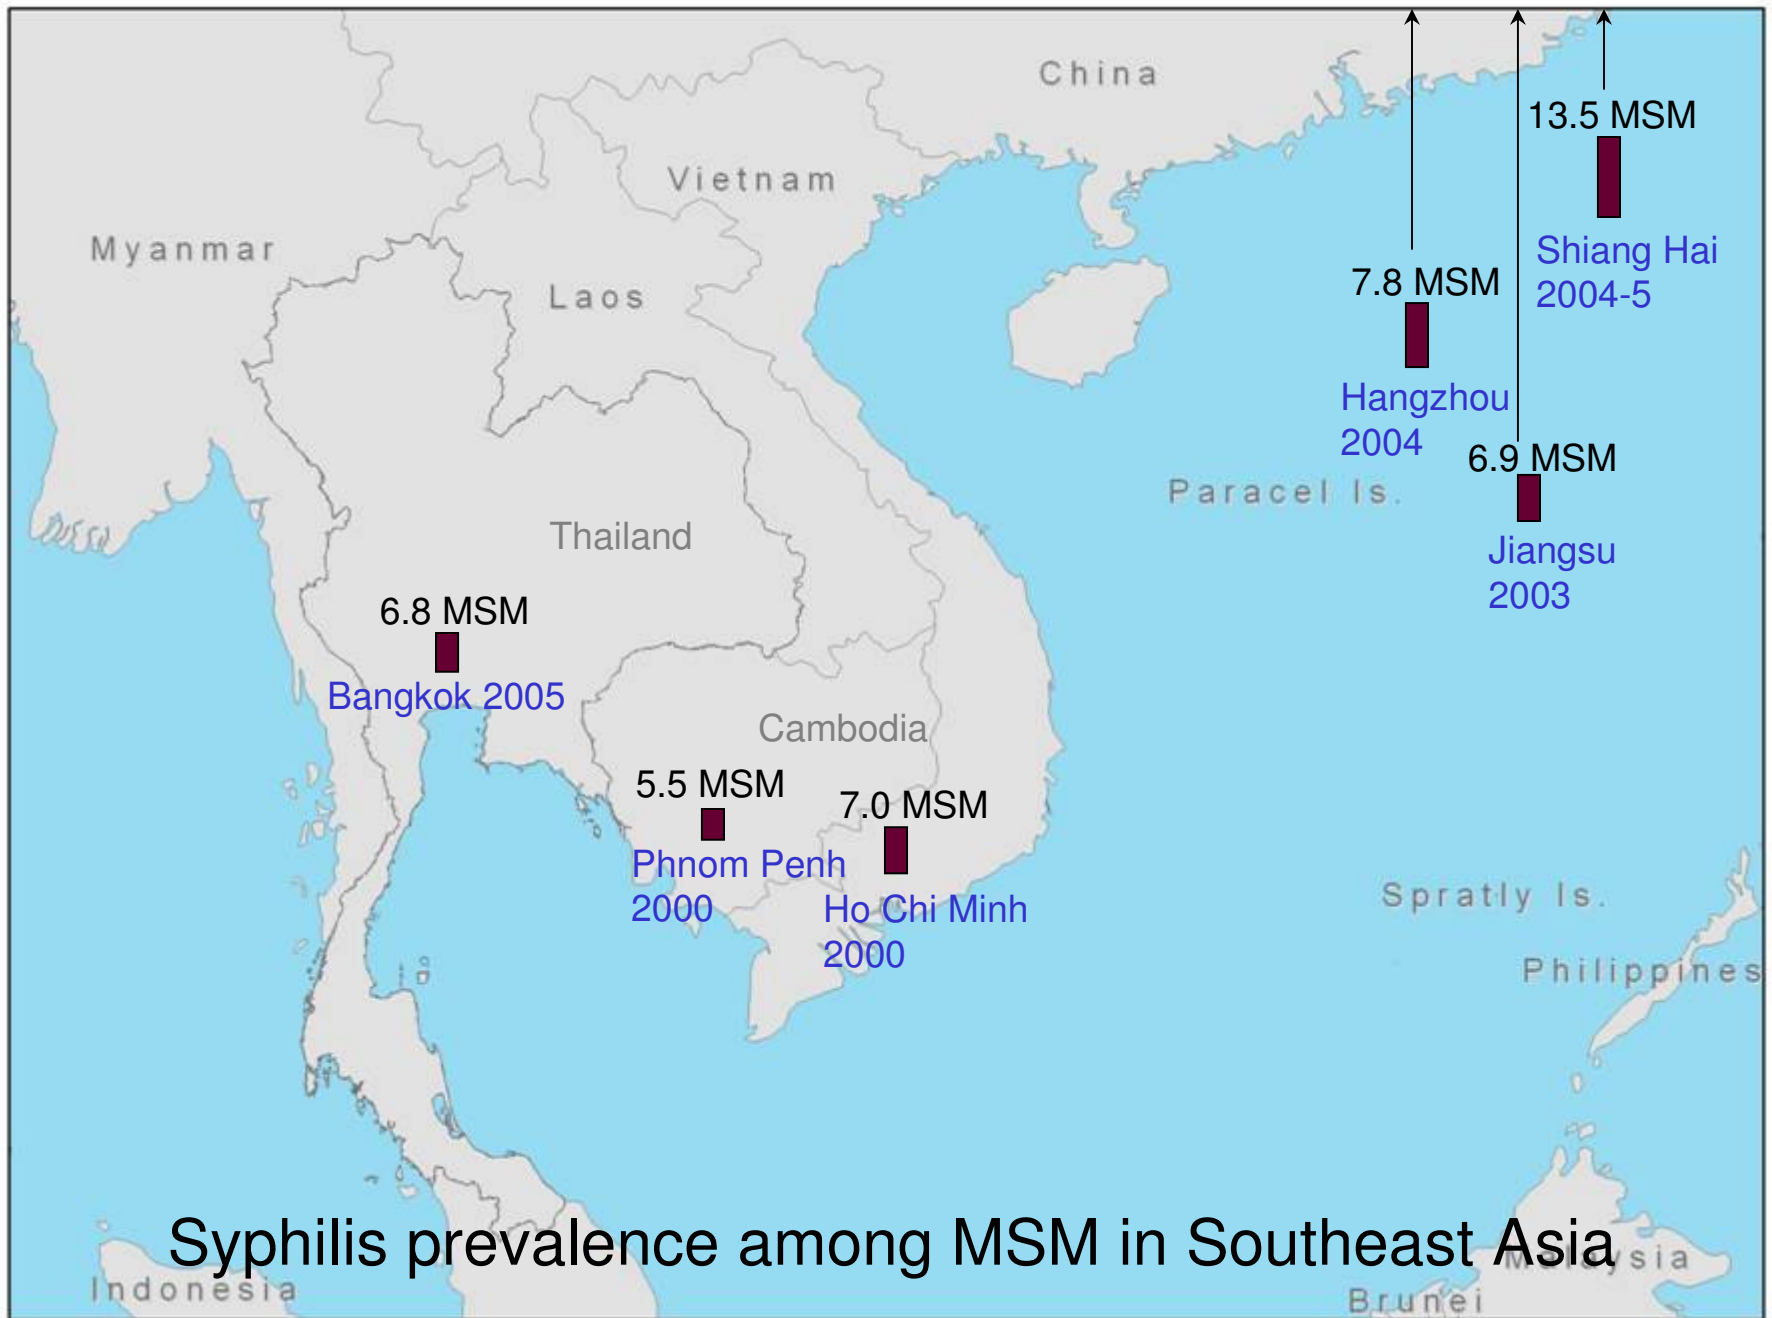 China
13.5 MSM
Vietnam
Myanmar
Shiang Hai
2004-5
Laos
7.8 MSM
Hangzhou
2004
6.9 MSM
Paracel Is.
Thailand
Jiangsu
2003
6.8 MSM
Bangkok 2005
Cambodia
5.5 MSM
7.0 MSM
Phnom Penh
2000
Ho Chi Minh
2000
Spratly Is.
Philippines
Syphilis prevalence among MSM in Southeast Asia
Malaysia
Indonesia
Brunei